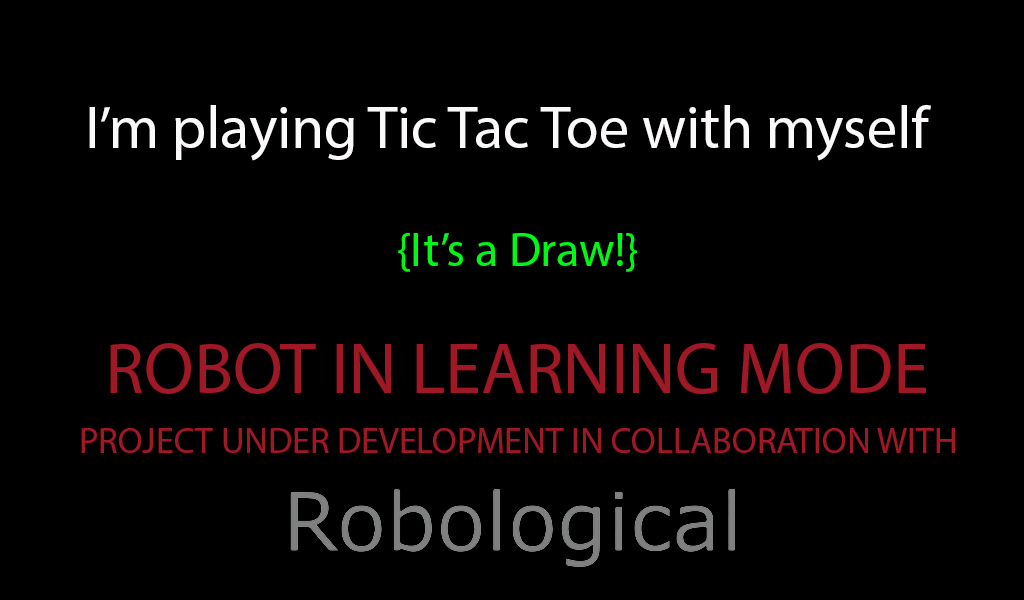 I’m playing Tic Tac Toe with myself
{It’s a Draw!}
ROBOT IN LEARNING MODE
PROJECT UNDER DEVELOPMENT IN COLLABORATION WITH
Robological